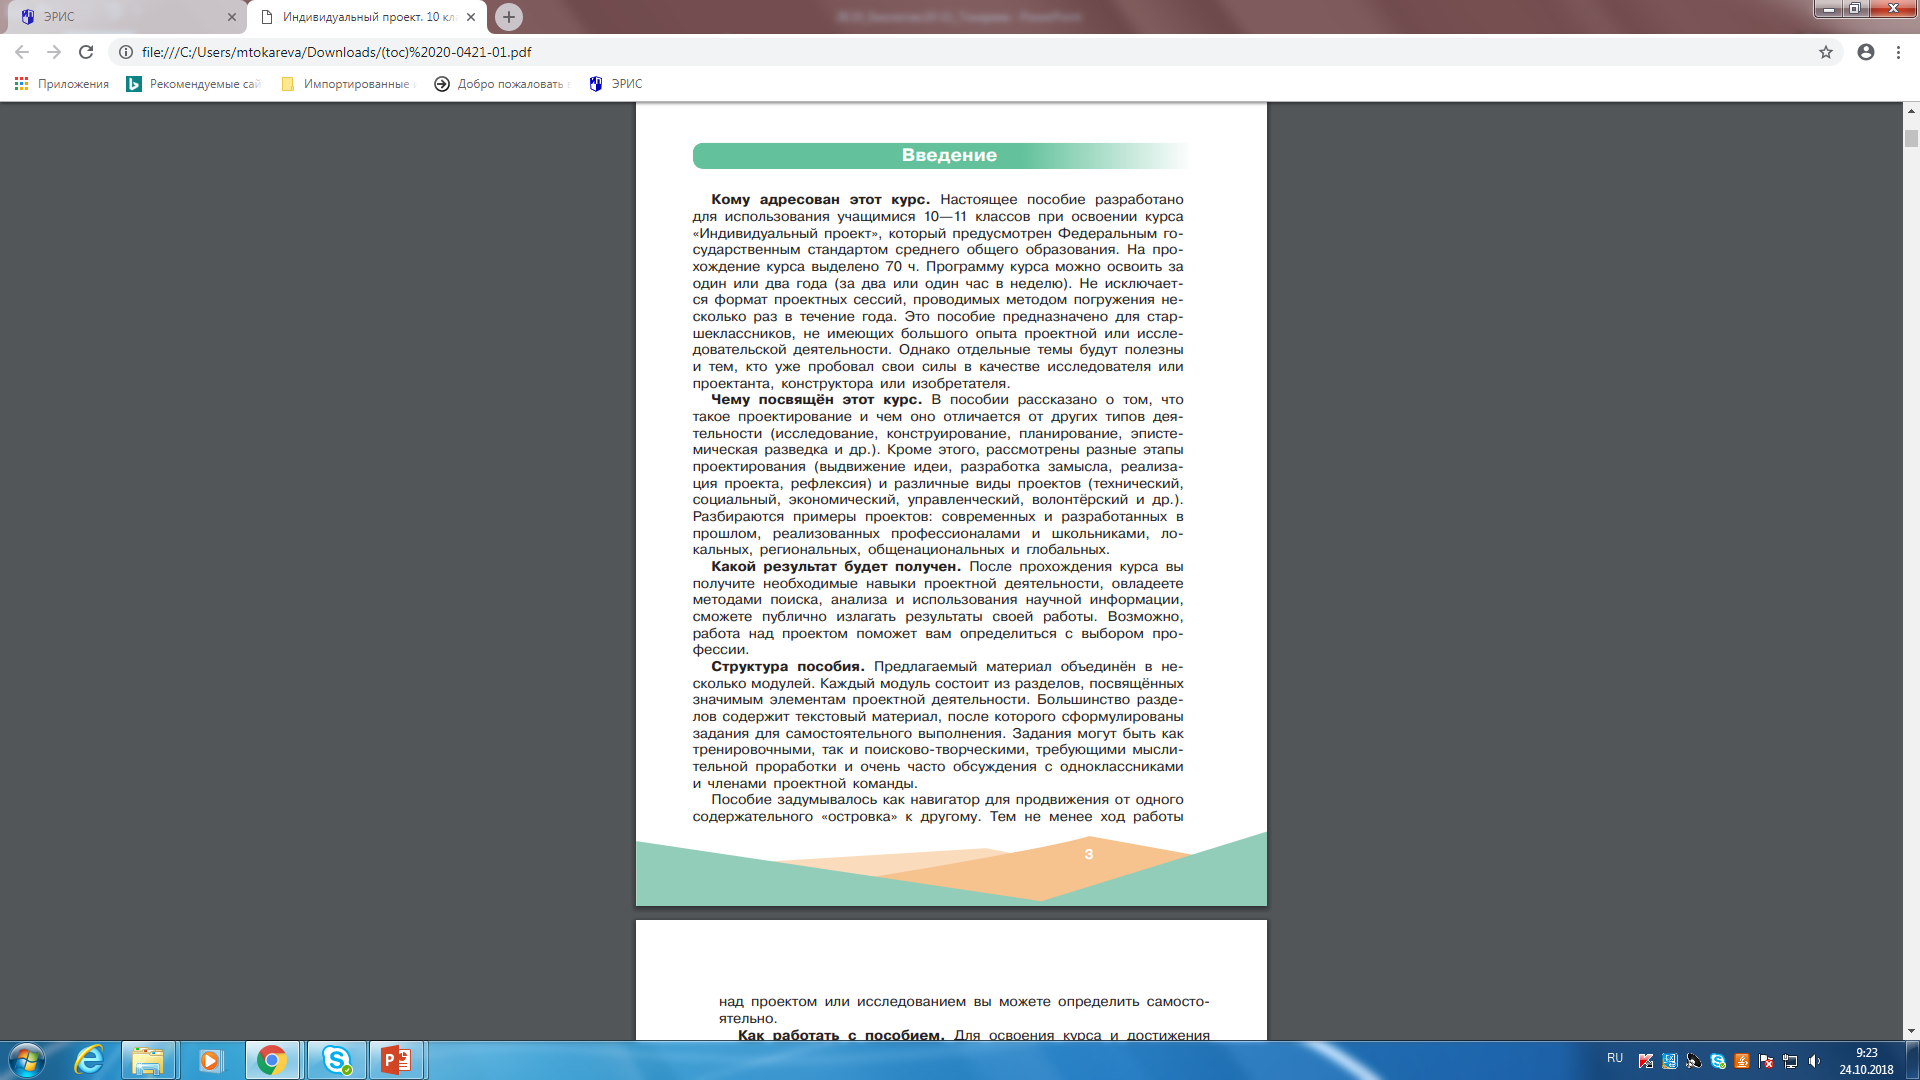 ЭРИС
Индивидуальный проект. 10 кл
file:///C:/Users/mtokareva/Downloads/(toc)%2020-0421-01.pdf
Приложения
Рекомендуемые сай
Импортированные
Добро пожаловать
ЭРИС
Введение
Кому адресован этот курс. Настоящее пособие разработано
для использования учащимися 10—11 классов при освоении курса
«Индивидуальный проект», который предусмотрен Федеральным го-
сударственным стандартом среднего общего образования. На про-
хождение курса выделено 70 ч. Программу курса можно освоить за
один или два года (за два или один час в неделю). Не исключает-
ся формат проектных сессий, проводимых методом погружения не-
сколько раз в течение года. Это пособие предназначено для стар-
шеклассников, не имеющих большого опыта проектной или иссле-
довательской деятельности. Однако отдельные темы будут полезны
и тем, кто уже пробовал свои силы в качестве исследователя или
проектанта, конструктора или изобретателя.
Чему посвящён этот курс. В пособии рассказано о том, что
такое проектирование и чем оно отличается от других типов дея-
тельности (исследование, конструирование, планирование, эписте-
мическая разведка и др.). Кроме этого, рассмотрены разные этапы
проектирования (выдвижение идеи, разработка замысла, реализа-
ция проекта, рефлексия) и различные виды проектов (технический,
социальный, экономический, управленческий, волонтёрский и др.).
Разбираются примеры проектов: современных и разработанных в
прошлом, реализованных профессионалами и школьниками, ло-
кальных, региональных, общенациональных и глобальных.
Какой результат будет получен. После прохождения курса вы
получите необходимые навыки проектной деятельности, овладеете
методами поиска, анализа и использования научной информации,
сможете публично излагать результаты своей работы. Возможно,
работа над проектом поможет вам определиться с выбором про-
фессии.
Структура пособия. Предлагаемый материал объединён в не-
сколько модулей. Каждый модуль состоит из разделов, посвящённых
значимым элементам проектной деятельности. Большинство разде-
лов содержит текстовый материал, после которого сформулированы
задания для самостоятельного выполнения. Задания могут быть как
тренировочными, так и поисково-творческими, требующими мысли-
тельной проработки и очень часто обсуждения с одноклассниками
и членами проектной команды.
Пособие задумывалось как навигатор для продвижения от одного
содержательного «островка» к другому. Тем не менее ход работы
3
над проектом или исследованием вы можете определить самосто-
ятельно.
Как работать с пособием. Для освоения курса и достижения
RU
9:23
24.10.2018